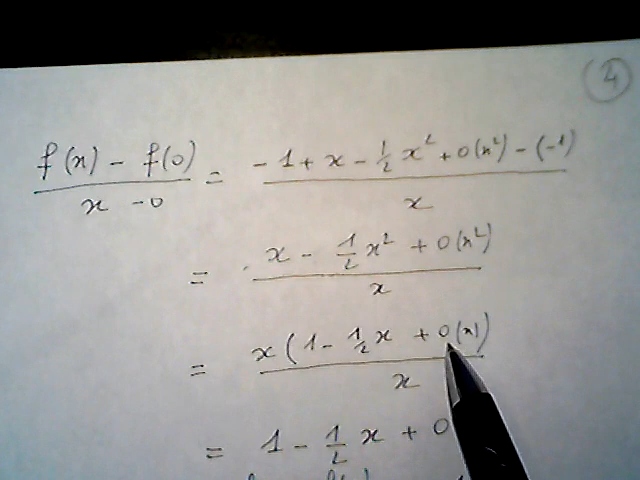 4
(f(x) - f(0))/(x - 0) = (-1 + x - 1/2 x² + o(x²) - (-1))/x
= (x - 1/2 x² + o(x²))/x
= x(1 - 1/2 x + o(x))/x
= 1 - 1/2 x + o